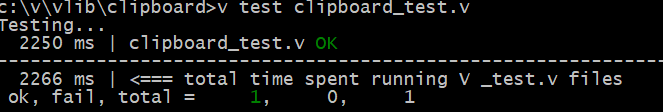 c:\v\vlib\clipboard>v test clipboard_test.v
Testing...
  2250 ms | clipboard_test.v OK
--------------------------------------------------------------------------------
  2266 ms | <=== total time spent running V _test.v files
 ok, fail, total =     1,     0,     1